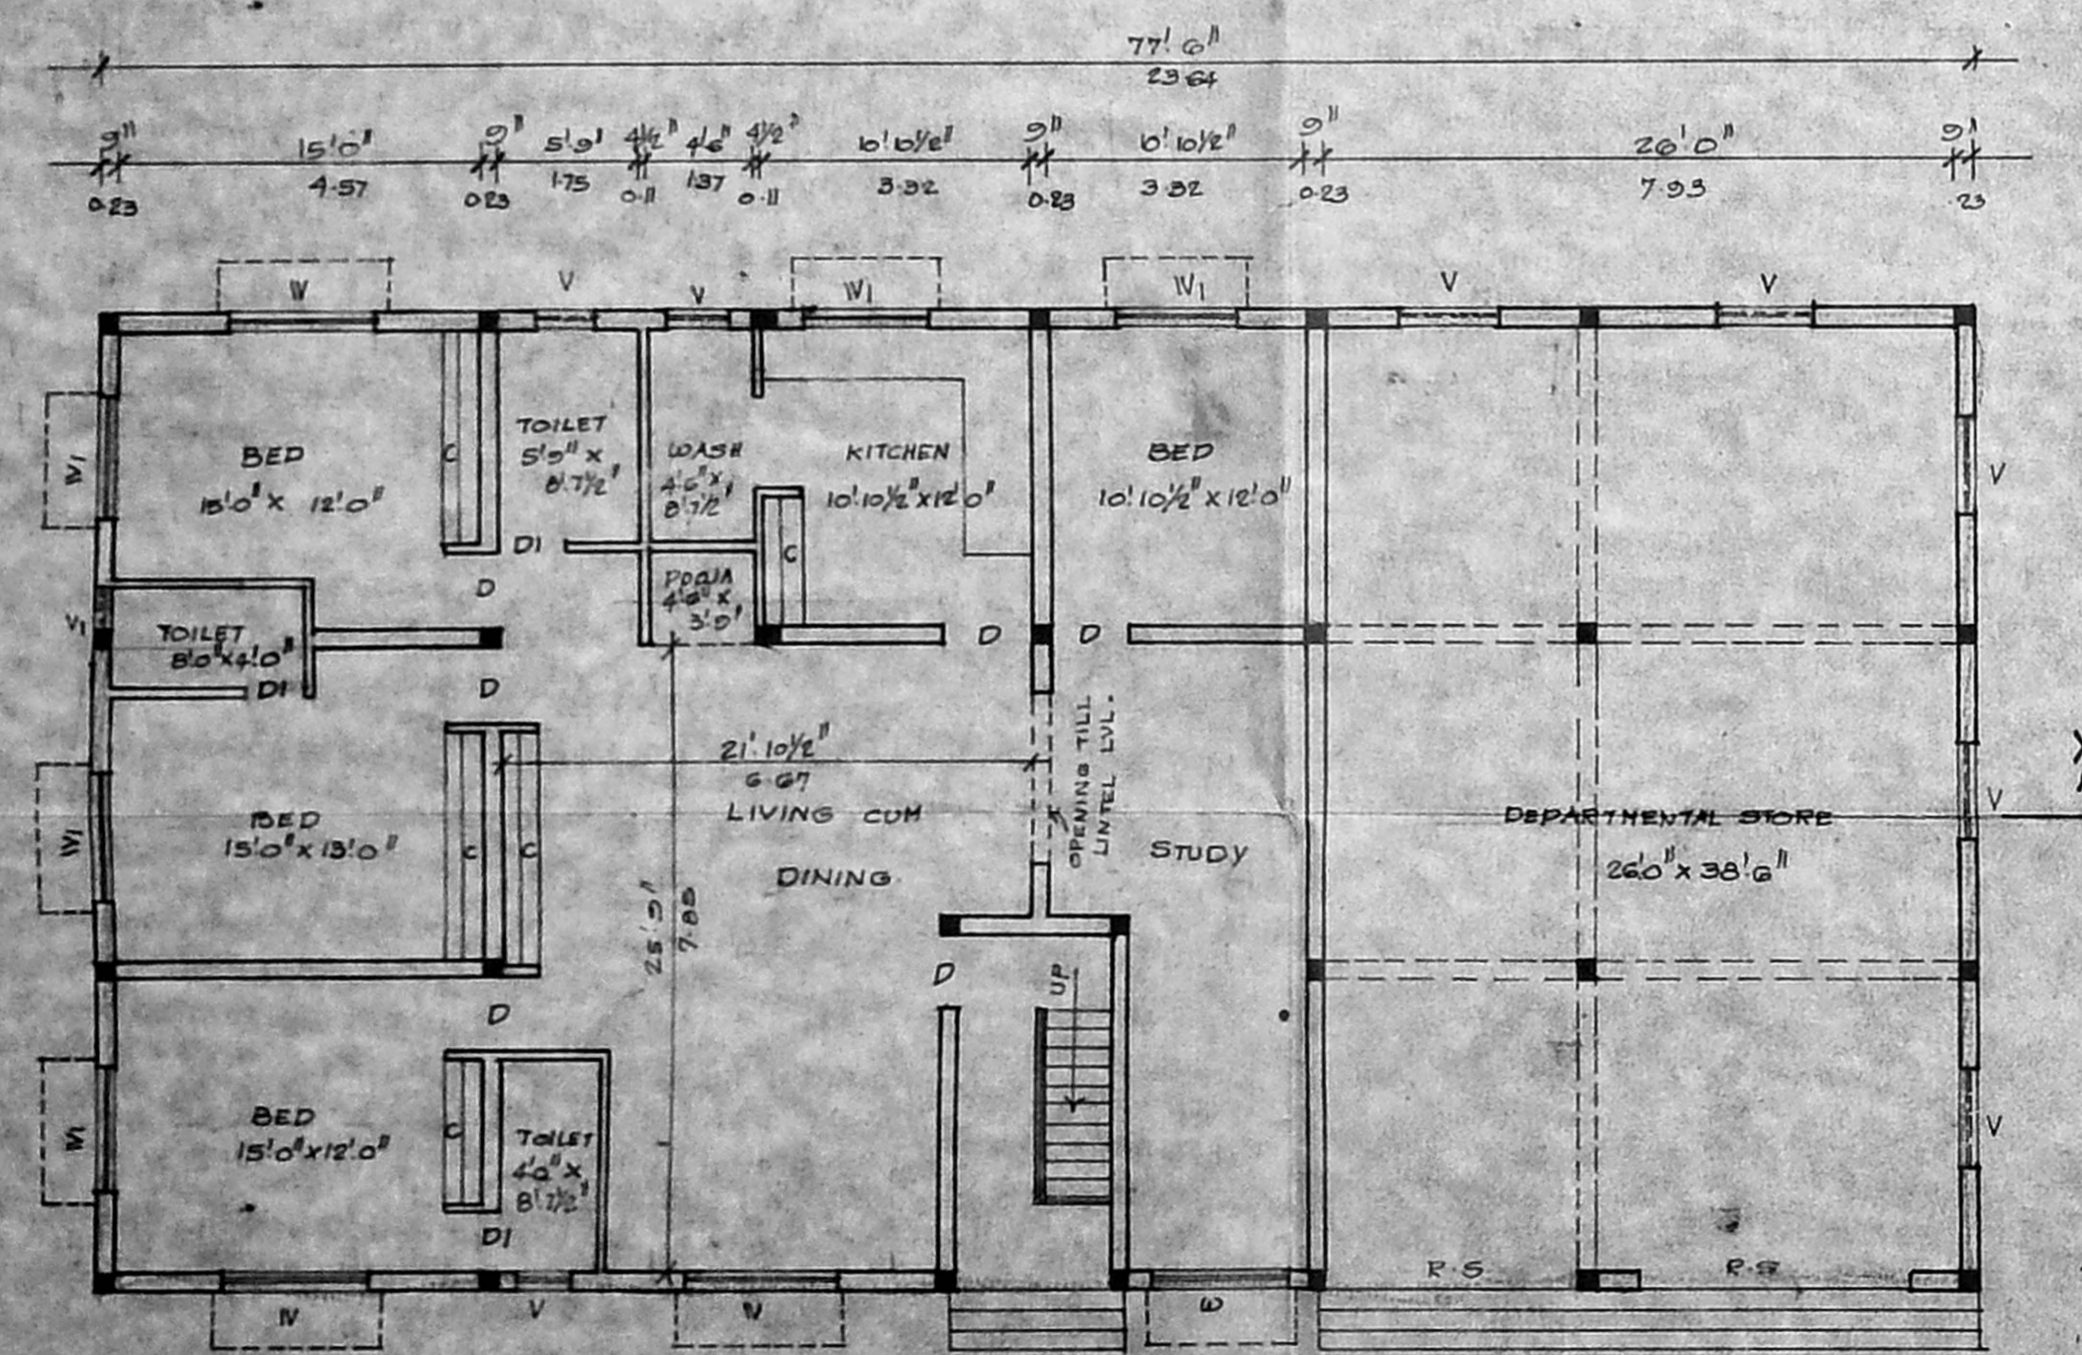 77'6"
23.64
9" 15'0" 9" 5'9" 4½" 4'6" 4½" 10'10½" 9" 10'10½" 9" 26'0" 9"
0.23 4.57 0.23 1.75 0.11 1.37 0.11 3.32 0.23 3.32 0.23 7.93 .23
W V V W1 W1 V V
BED
15'0" x 12'0"
W1
C
TOILET
5'9" x
8'7½"
WASH
4'6" x
8'7½"
KITCHEN
10'10½" x 12'0"
BED
10'10½" x 12'0"
V
D1
C
D
POOJA
4'6" x
3'0"
V1
TOILET
8'0" x 4'0"
D1
D
D
D
21'10½"
6.67
LIVING CUM
DINING
25'9"
7.85
OPENING TILL
LINTEL LVL.
STUDY
DEPARTMENTAL STORE
26'0" x 38'6"
V
BED
15'0" x 13'0"
W1
C
C
D
UP
D
BED
15'0" x 12'0"
W1
C
TOILET
4'0" x
8'7½"
D1
V
R.S
R.S
W V W W